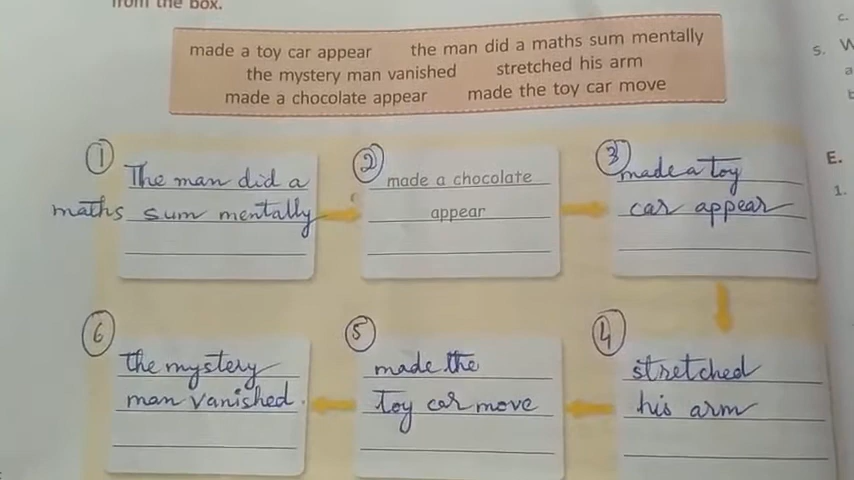 from the box.
made a toy car appear the man did a maths sum mentally
the mystery man vanished stretched his arm
made a chocolate appear made the toy car move
1
The man did a
maths sum mentally
2
made a chocolate
appear
3
made a toy
car appear
6
the mystery
man vanished.
5
made the
Toy car move
4
stretched
his arm
c.
5. W
a
b
E.
1.